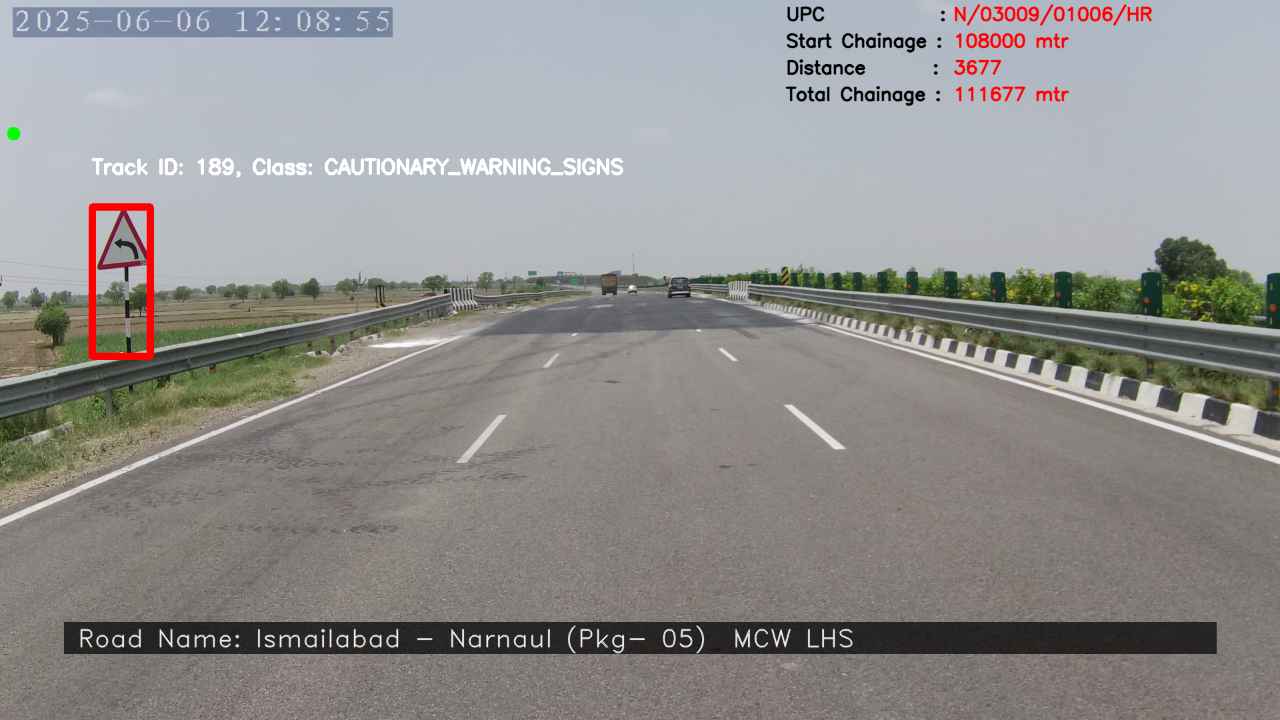 2025-06-06 12:08:55
UPC : N/03009/01006/HR
Start Chainage : 108000 mtr
Distance : 3677
Total Chainage : 111677 mtr
Track ID: 189, Class: CAUTIONARY_WARNING_SIGNS
Road Name: Ismailabad - Narnaul (Pkg- 05) MCW LHS